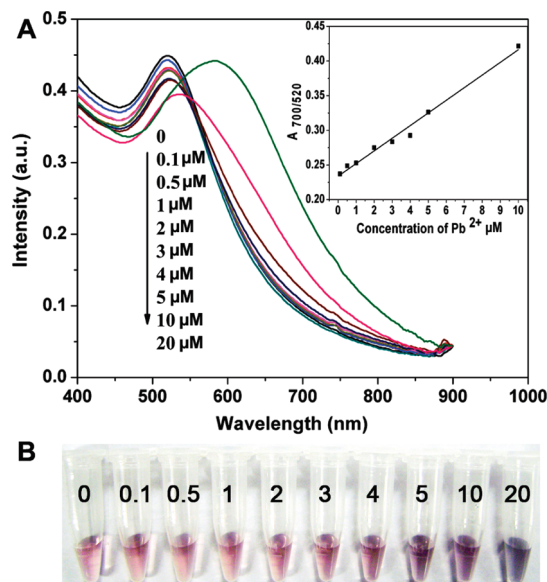 A
Intensity (a.u.)
0.5
0.4
0.3
0.2
0.1
0.0
400 500 600 700 800 900 1000
Wavelength (nm)
0
0.1 µM
0.5 µM
1 µM
2 µM
3 µM
4 µM
5 µM
10 µM
20 µM
A 700/520
0.45
0.40
0.35
0.30
0.25
0.20
0 1 2 3 4 5 6 7 8 9 10
Concentration of Pb 2+ µM
B
0 0.1 0.5 1 2 3 4 5 10 20